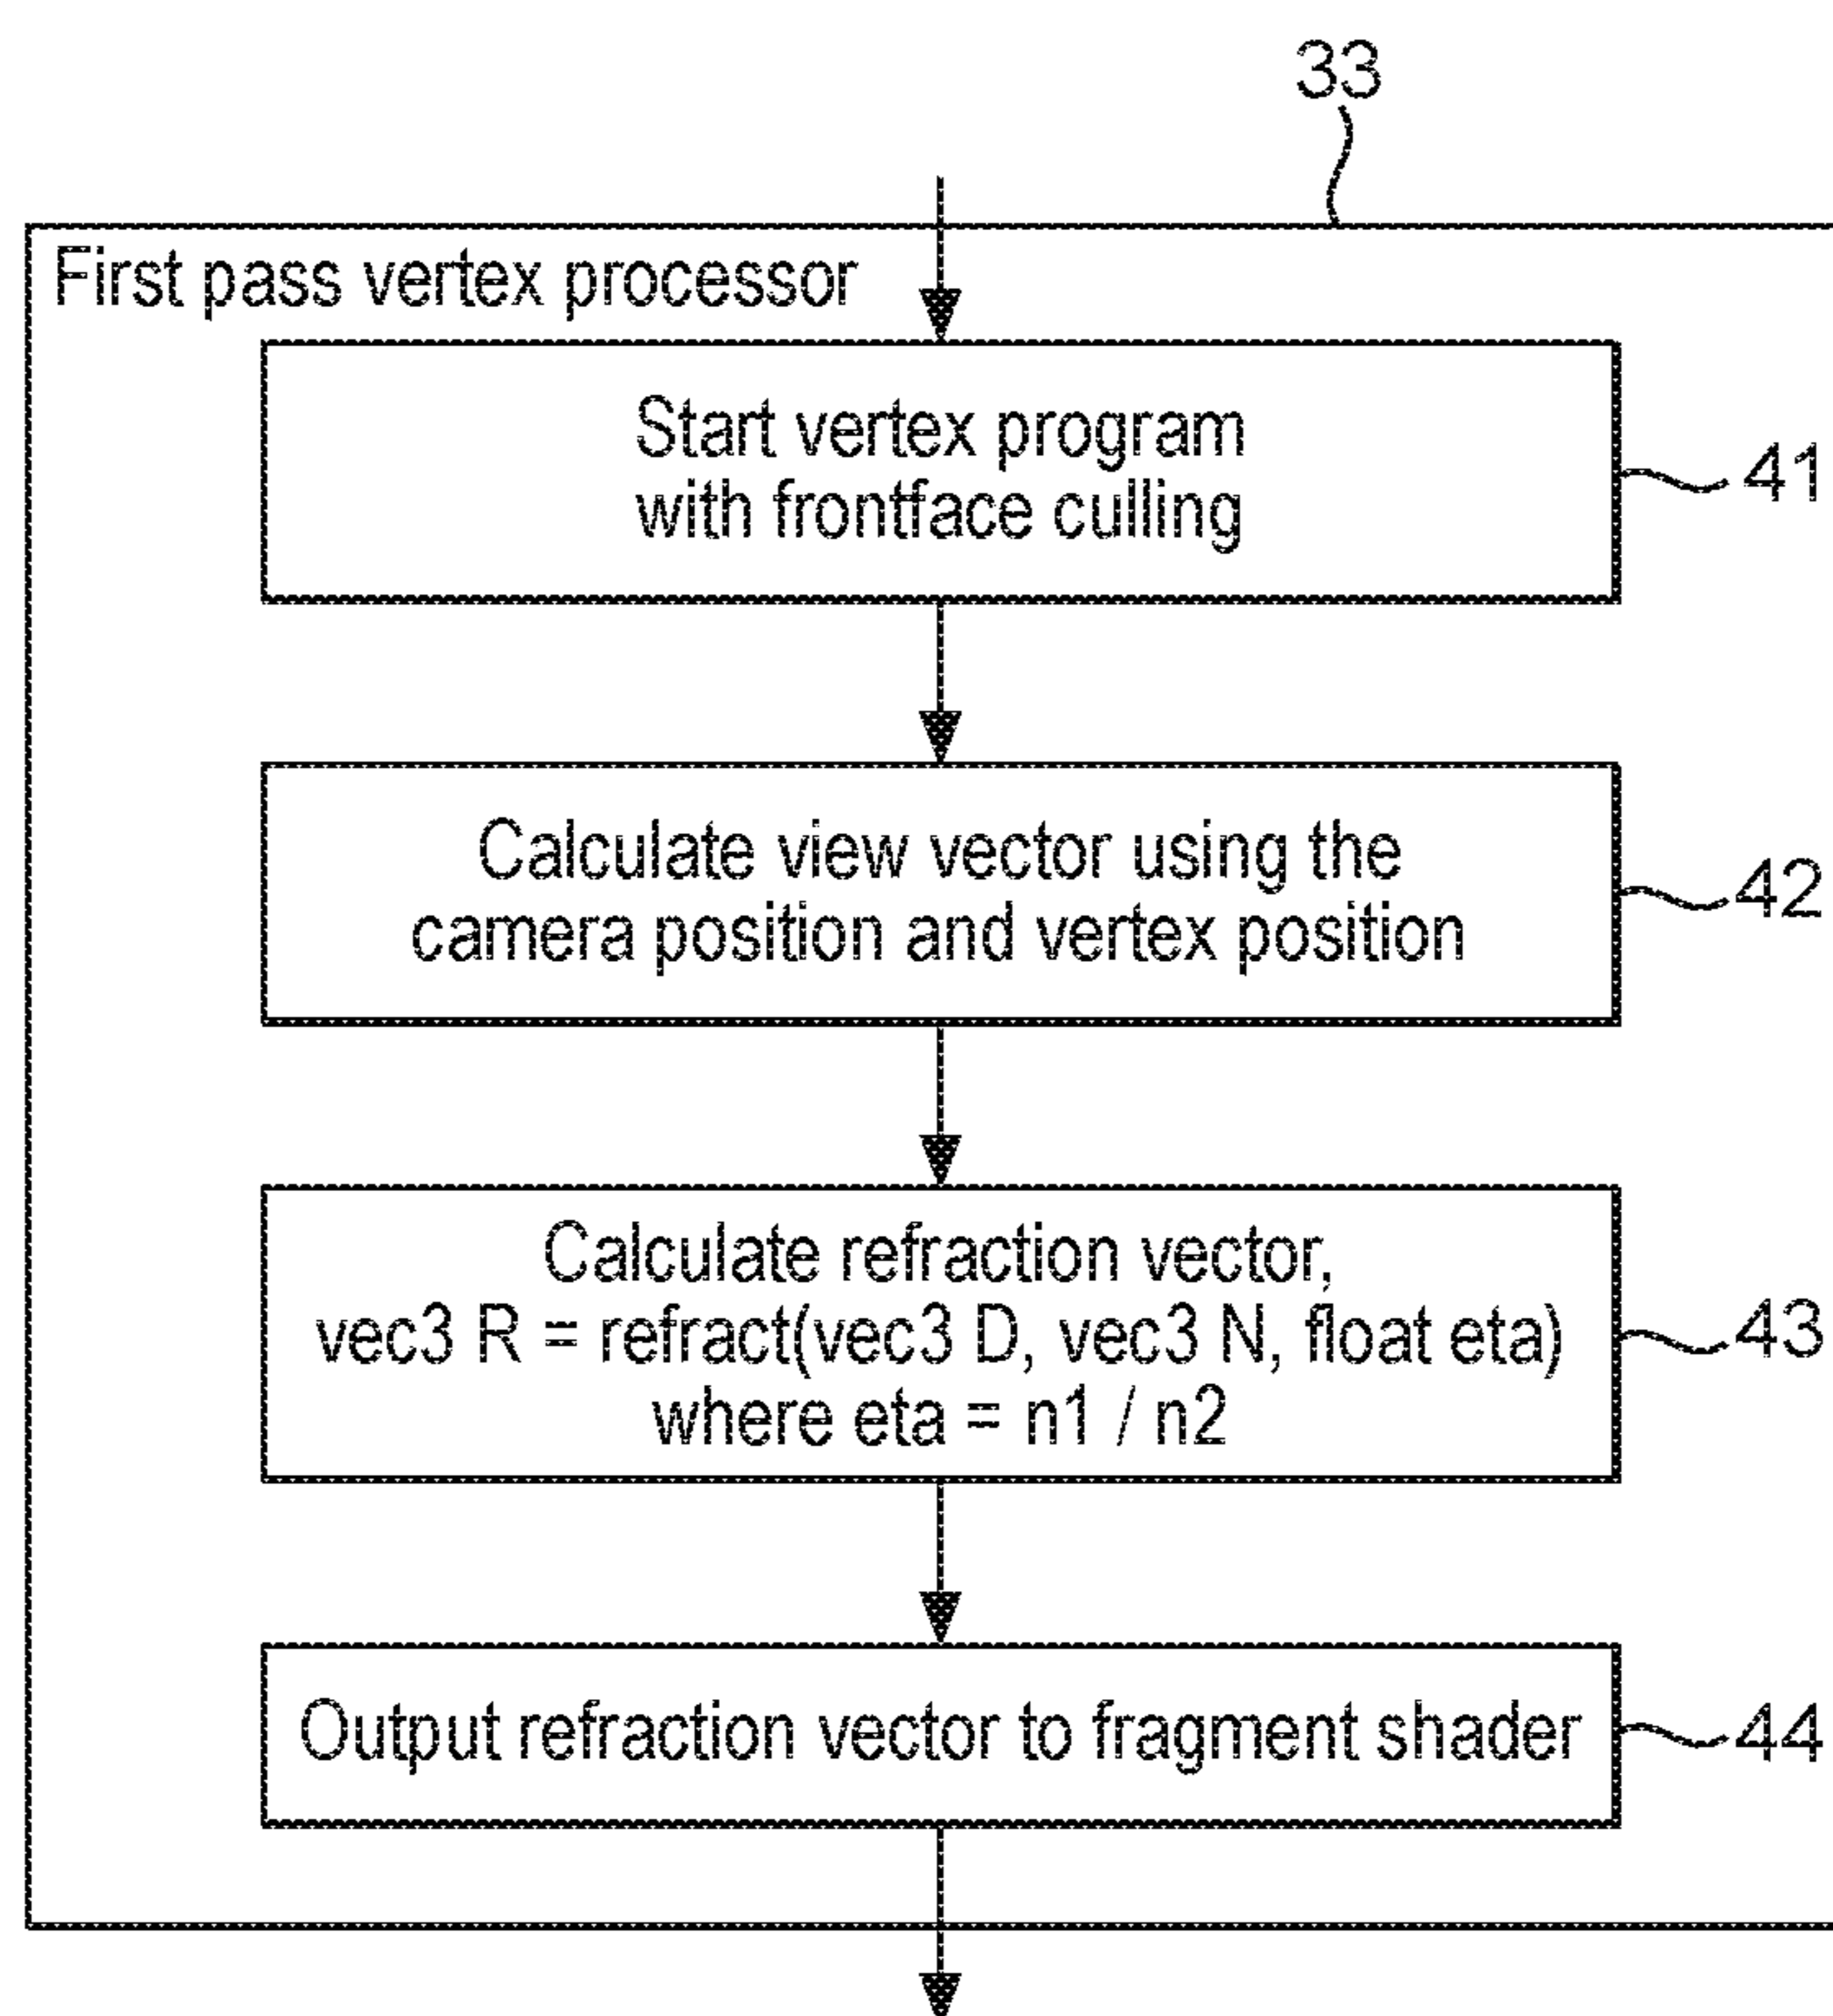 33
First pass vertex processor
Start vertex program
with frontface culling
41
Calculate view vector using the
camera position and vertex position
42
Calculate refraction vector,
vec3 R = refract(vec3 D, vec3 N, float eta)
where eta = n1 / n2
43
Output refraction vector to fragment shader
44